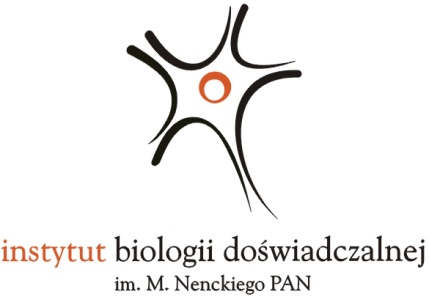 instytut biologii doświadczalnej
im. M. Nenckiego PAN